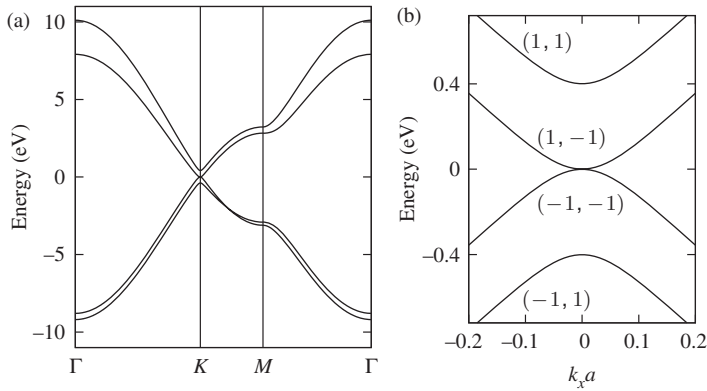 (a)
10
5
0
−5
−10
Energy (eV)
Γ
K
M
Γ
(b)
0.4
0
−0.4
Energy (eV)
(1, 1)
(1, −1)
(−1, −1)
(−1, 1)
−0.2
−0.1
0
0.1
0.2
kₓa